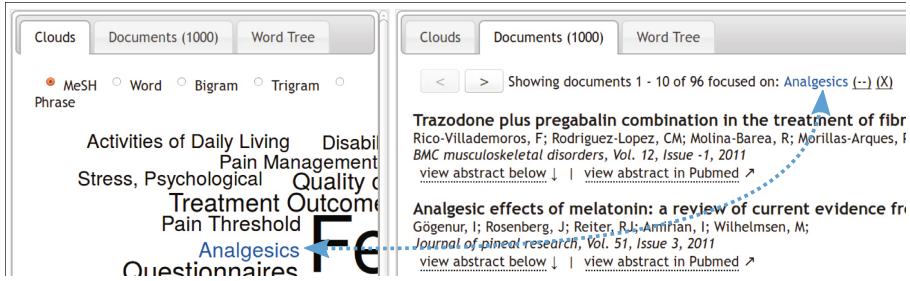 Clouds
Documents (1000)
Word Tree
MeSH Word Bigram Trigram
Phrase
Activities of Daily Living Disabil
Pain Management
Stress, Psychological Quality o
Treatment Outcome
Pain Threshold
Fe
Analgesics
Questionnaires
Clouds
Documents (1000)
Word Tree
< > Showing documents 1 - 10 of 96 focused on: Analgesics (--) (X)
Trazodone plus pregabalin combination in the treatment of fibr
Rico-Villademoros, F; Rodriguez-Lopez, CM; Molina-Barea, R; Morillas-Arques, P
BMC musculoskeletal disorders, Vol. 12, Issue -1, 2011
view abstract below ↓ | view abstract in Pubmed ↗
Analgesic effects of melatonin: a review of current evidence fro
Gögenur, I; Rosenberg, J; Reiter, RJ; Amirian, I; Wilhelmsen, M;
Journal of pineal research, Vol. 51, Issue 3, 2011
view abstract below ↓ | view abstract in Pubmed ↗